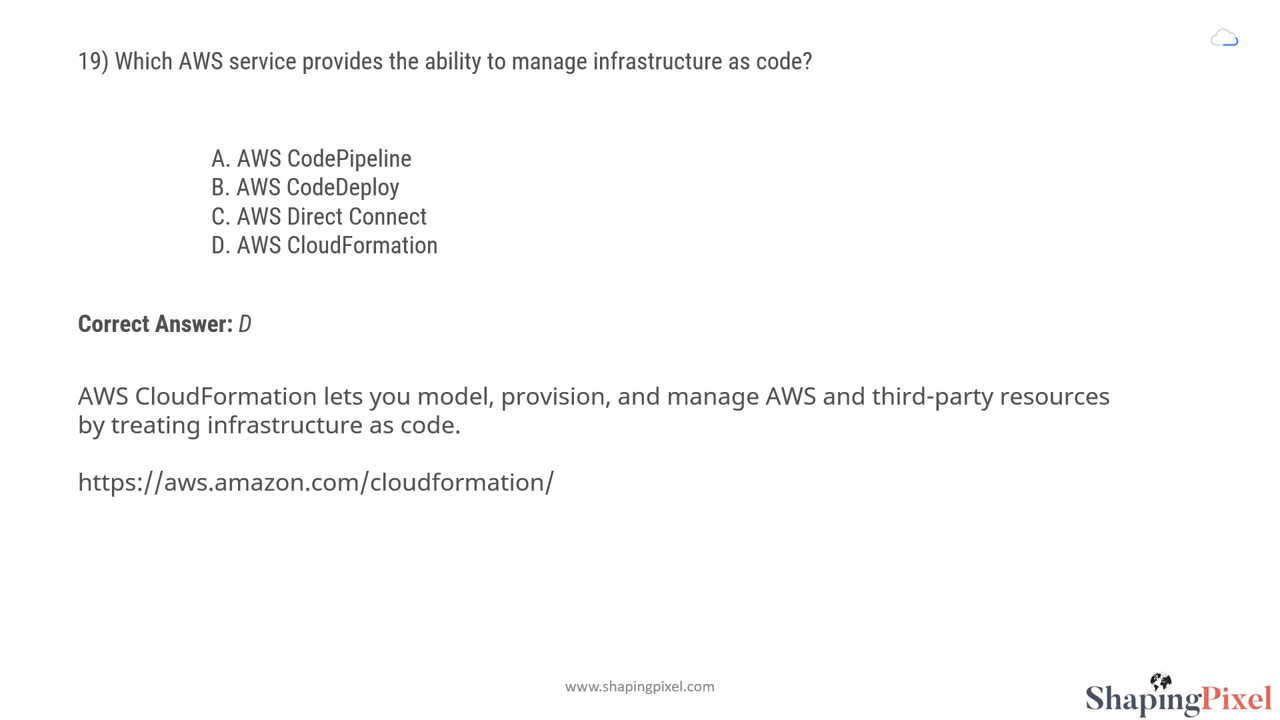 19) Which AWS service provides the ability to manage infrastructure as code?
A. AWS CodePipeline
B. AWS CodeDeploy
C. AWS Direct Connect
D. AWS CloudFormation
Correct Answer: D
AWS CloudFormation lets you model, provision, and manage AWS and third-party resources
by treating infrastructure as code.
https://aws.amazon.com/cloudformation/
www.shapingpixel.com
ShapingPixel